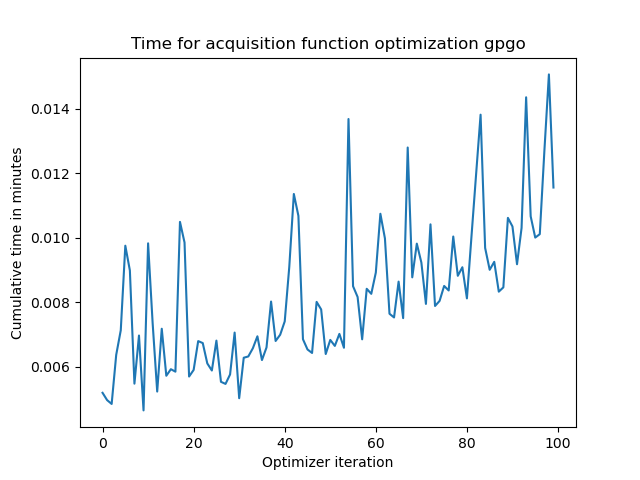 Time for acquisition function optimization gpgo
Cumulative time in minutes
0.014
0.012
0.010
0.008
0.006
0 20 40 60 80 100
Optimizer iteration